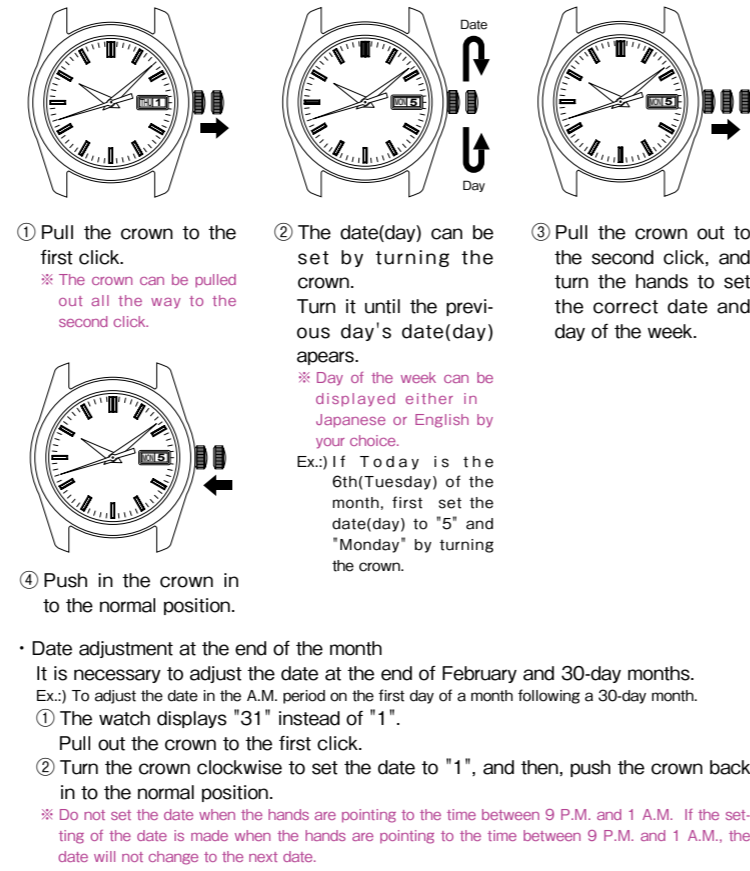 Date
Day
1
MON 5
MON 5
① Pull the crown to the
first click.
※ The crown can be pulled
out all the way to the
second click.
② The date(day) can be
set by turning the
crown.
Turn it until the previ-
ous day's date(day)
apears.
※ Day of the week can be
displayed either in
Japanese or English by
your choice.
Ex.:) If Today is the
6th(Tuesday) of the
month, first set the
date(day) to "5" and
"Monday" by turning
the crown.
③ Pull the crown out to
the second click, and
turn the hands to set
the correct date and
day of the week.
MON 5
④ Push in the crown in
to the normal position.
・Date adjustment at the end of the month
It is necessary to adjust the date at the end of February and 30-day months.
Ex.:) To adjust the date in the A.M. period on the first day of a month following a 30-day month.
① The watch displays "31" instead of "1".
Pull out the crown to the first click.
② Turn the crown clockwise to set the date to "1", and then, push the crown back
in to the normal position.
※ Do not set the date when the hands are pointing to the time between 9 P.M. and 1 A.M. If the set-
ting of the date is made when the hands are pointing to the time between 9 P.M. and 1 A.M., the
date will not change to the next date.